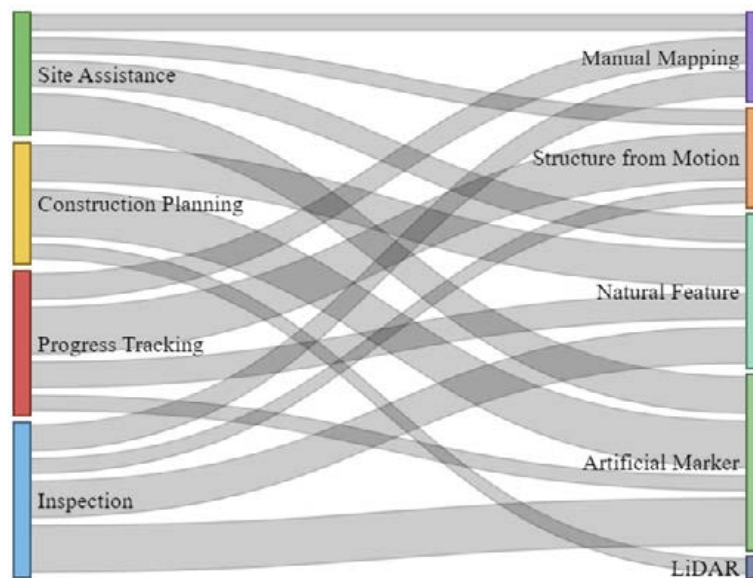 Site Assistance
Construction Planning
Progress Tracking
Inspection
Manual Mapping
Structure from Motion
Natural Feature
Artificial Marker
LiDAR